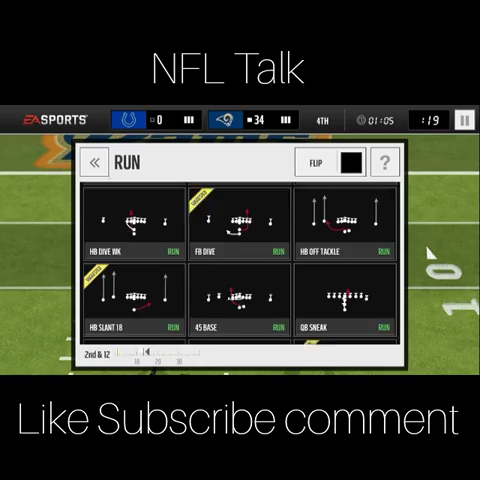 NFL Talk
EA SPORTS 0 34 4TH 01:05 :19
« RUN FLIP ?
HB DIVE WK RUN FB DIVE RUN HB OFF TACKLE RUN
HB SLANT 18 RUN 45 BASE RUN QB SNEAK RUN
2nd & 12
10 20 30
10
Like Subscribe comment